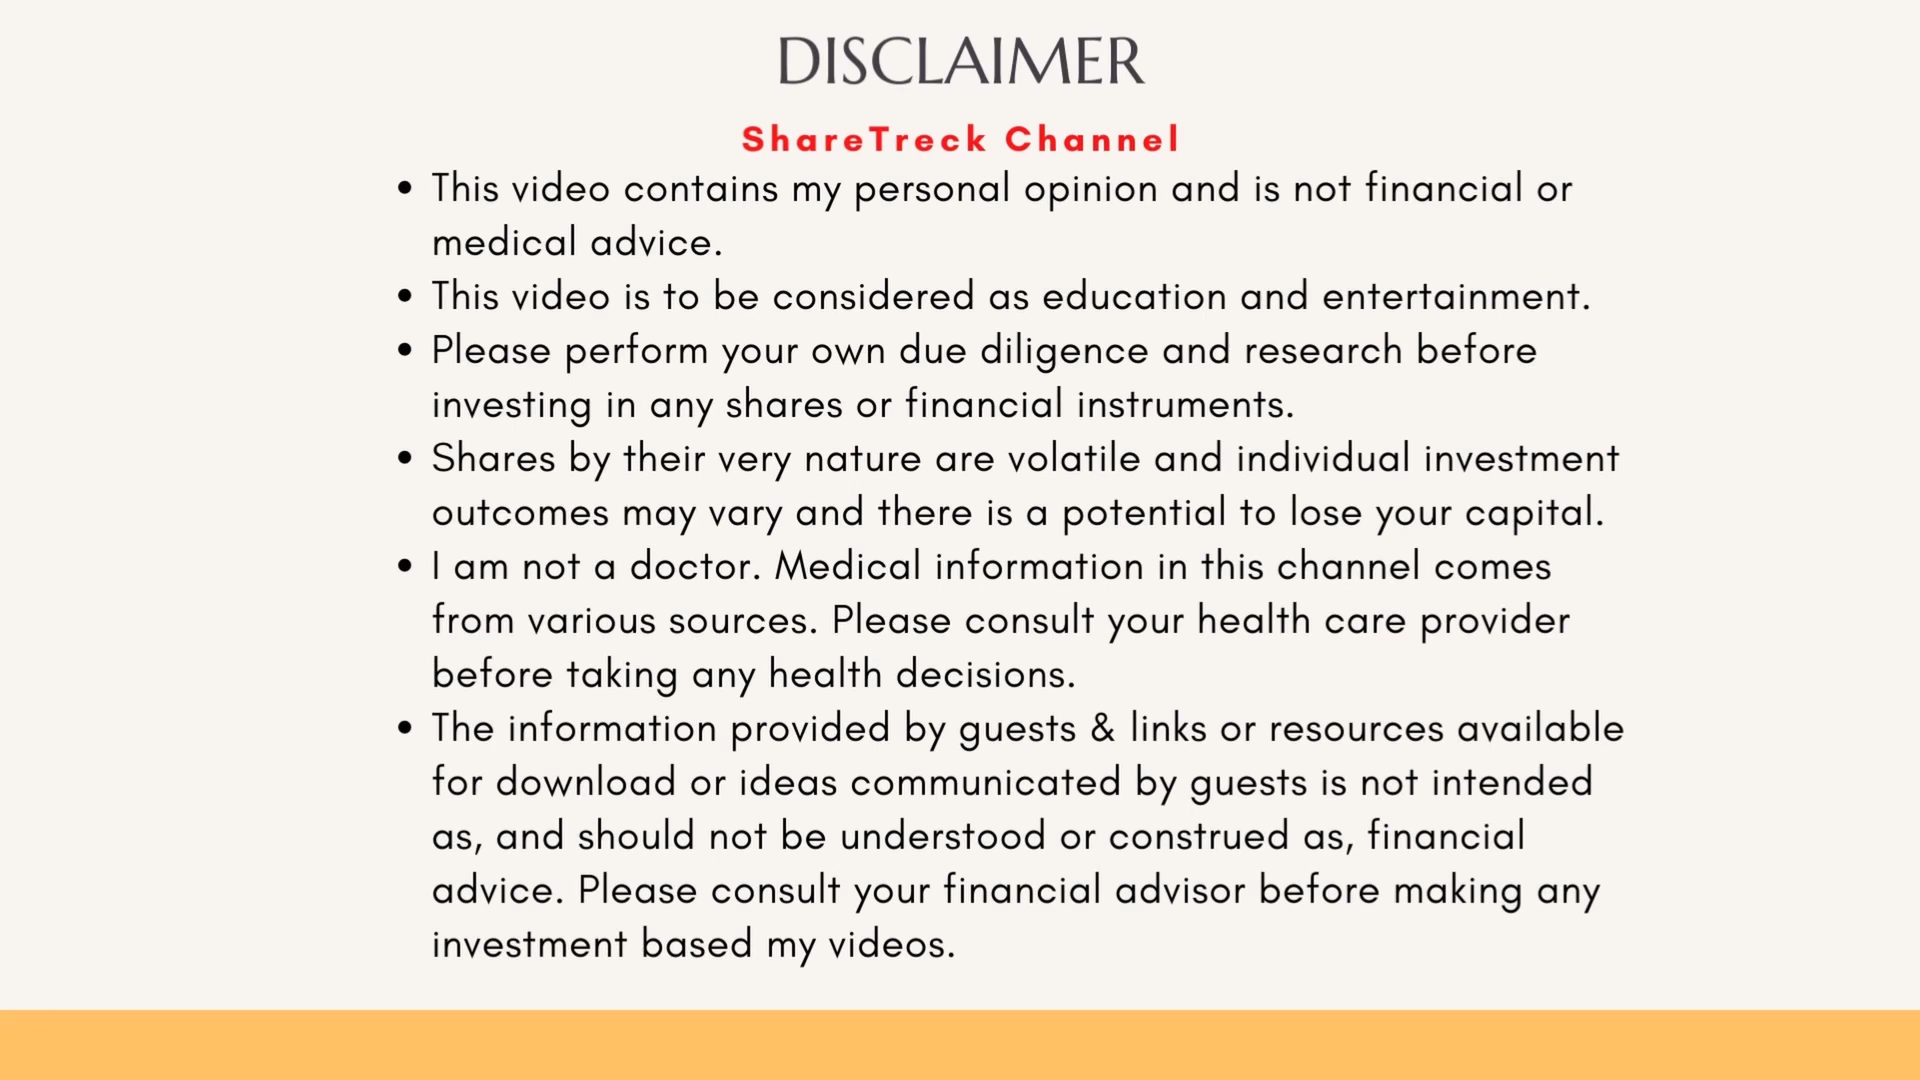 DISCLAIMER
ShareTreck Channel
• This video contains my personal opinion and is not financial or
medical advice.
• This video is to be considered as education and entertainment.
• Please perform your own due diligence and research before
investing in any shares or financial instruments.
• Shares by their very nature are volatile and individual investment
outcomes may vary and there is a potential to lose your capital.
• I am not a doctor. Medical information in this channel comes
from various sources. Please consult your health care provider
before taking any health decisions.
• The information provided by guests & links or resources available
for download or ideas communicated by guests is not intended
as, and should not be understood or construed as, financial
advice. Please consult your financial advisor before making any
investment based my videos.